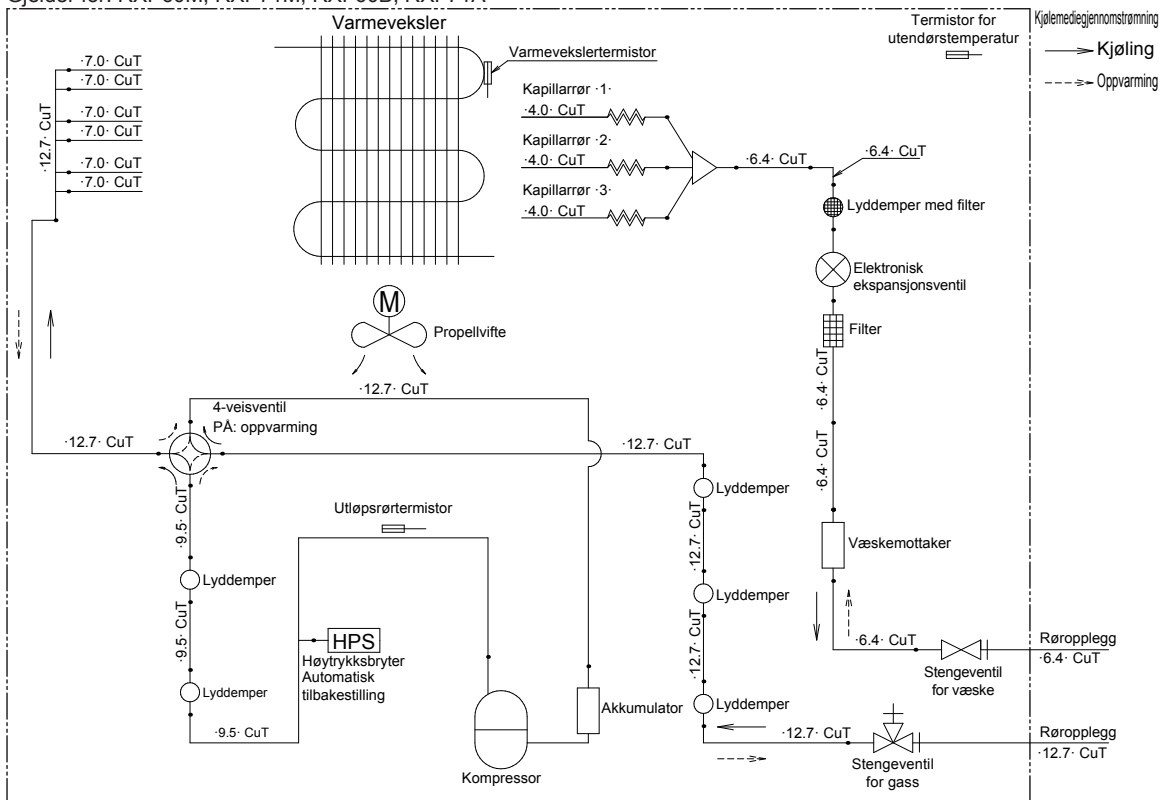 Varmeveksler
Termistor for
utendørstemperatur
Kjølemediegjennomstrømning
Kjøling
Oppvarming
Varmevekslertermistor
·7.0· CuT
·7.0· CuT
·7.0· CuT
·7.0· CuT
·7.0· CuT
·7.0· CuT
·12.7· CuT
Kapillarrør ·1·
·4.0· CuT
Kapillarrør ·2·
·4.0· CuT
Kapillarrør ·3·
·4.0· CuT
·6.4· CuT
·6.4· CuT
Lyddemper med filter
Elektronisk
ekspansjonsventil
Filter
·6.4· CuT
·6.4· CuT
M
Propellvifte
·12.7· CuT
4-veisventil
PÅ: oppvarming
·12.7· CuT
·12.7· CuT
·9.5· CuT
Lyddemper
·9.5· CuT
Lyddemper
·9.5· CuT
Utløpsrørtermistor
HPS
Høytrykksbryter
Automatisk
tilbakestilling
Kompressor
Akkumulator
Lyddemper
·12.7· CuT
Lyddemper
·12.7· CuT
Lyddemper
Væskemottaker
·6.4· CuT
Stengeventil
for væske
Røropplegg
·6.4· CuT
·12.7· CuT
Stengeventil
for gass
Røropplegg
·12.7· CuT